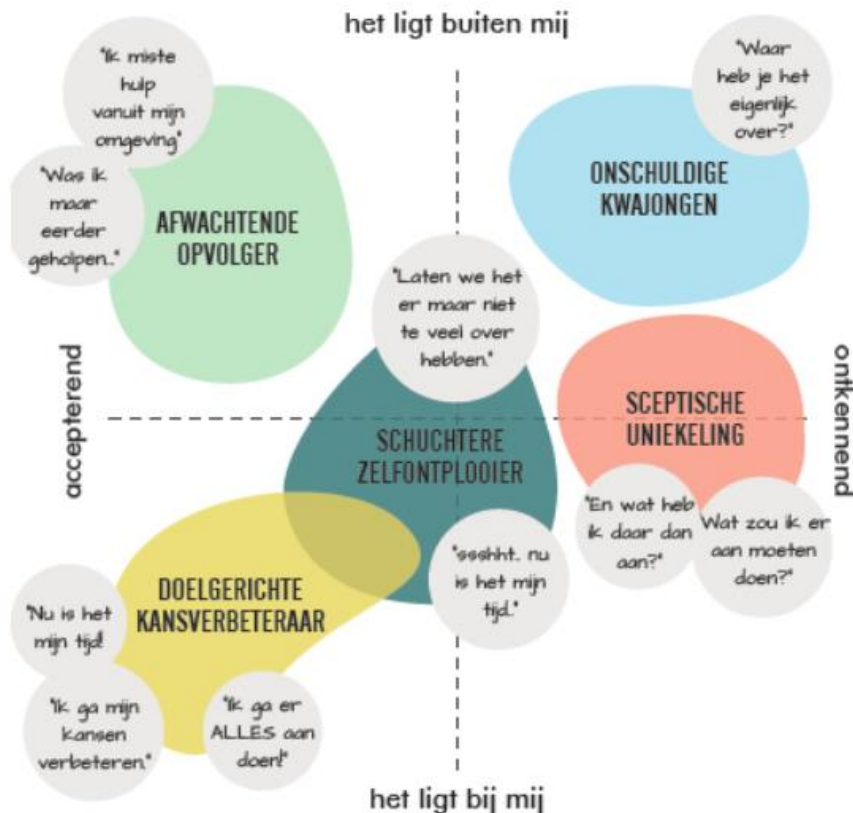 het ligt buiten mij
"Ik miste
hulp
vanuit mijn
omgeving"
"Waar
heb je het
eigenlijk
over?"
"Was ik
maar
eerder
geholpen.."
AFWACHTENDE
OPVOLGER
ONSCHULDIGE
KWAJONGEN
"Laten we het
er maar niet
te veel over
hebben."
accepterend
ontkennend
SCHUCHTERE
ZELFONTPLOOIER
SCEPTISCHE
UNIEKELING
"En wat heb
ik daar dan
aan?"
Wat zou ik er
aan moeten
doen?"
"ssshht.. nu
is het mijn
tijd.."
DOELGERICHTE
KANSVERBETERAAR
"Nu is het
mijn tijd!
"Ik ga mijn
kansen
verbeteren."
"Ik ga er
ALLES aan
doen!"
het ligt bij mij